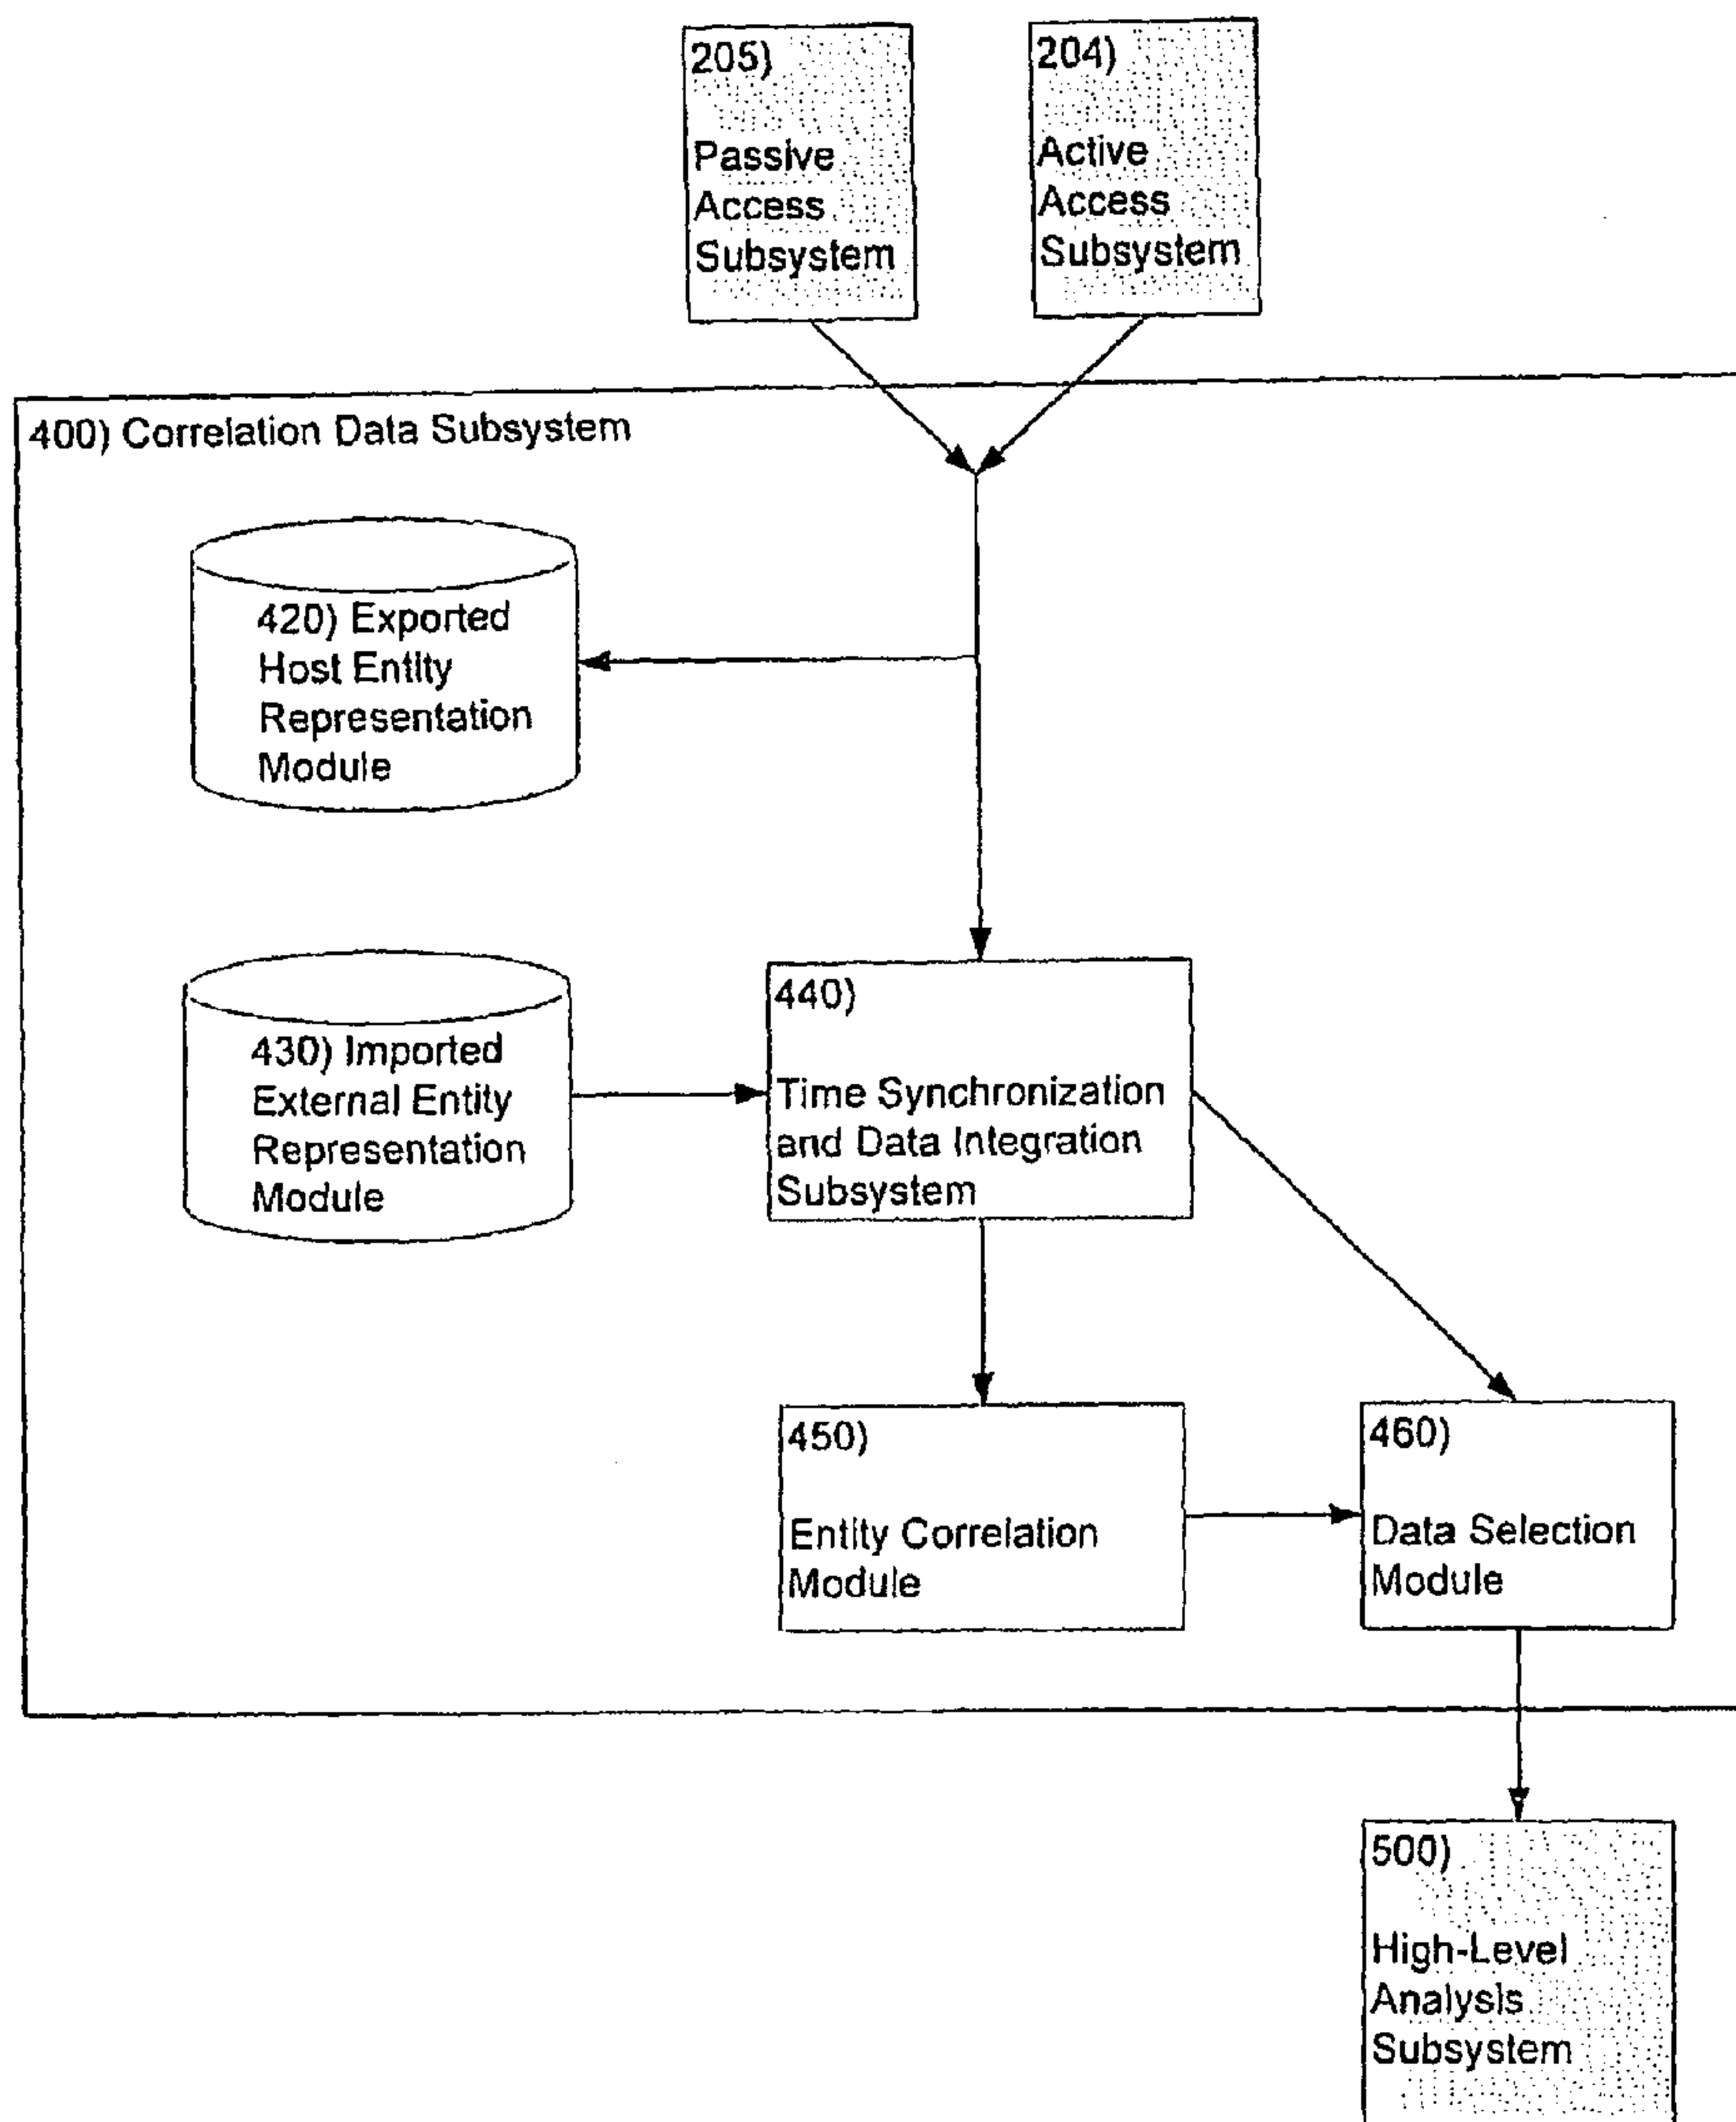 205)
Passive
Access
Subsystem
204)
Active
Access
Subsystem
400) Correlation Data Subsystem
420) Exported
Host Entity
Representation
Module
430) Imported
External Entity
Representation
Module
440)
Time Synchronization
and Data Integration
Subsystem
450)
Entity Correlation
Module
460)
Data Selection
Module
500)
High-Level
Analysis
Subsystem